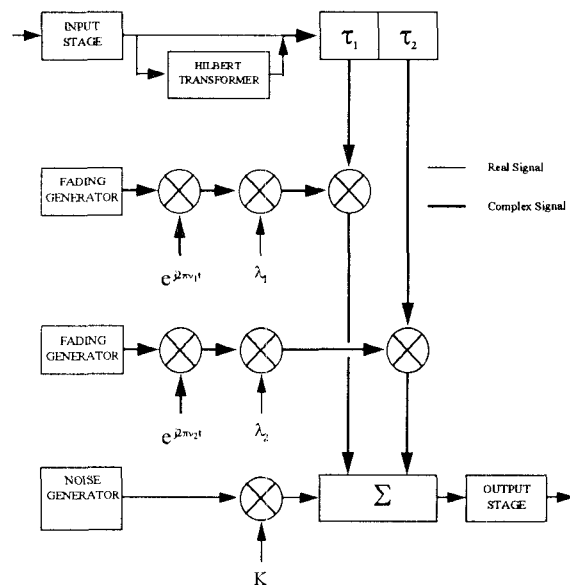 INPUT
STAGE
τ₁ τ₂
HILBERT
TRANSFORMER
Real Signal
FADING
GENERATOR
Complex Signal
e^j2πν₁t
λ₁
FADING
GENERATOR
e^j2πν₂t
λ₂
NOISE
GENERATOR
Σ
OUTPUT
STAGE
K